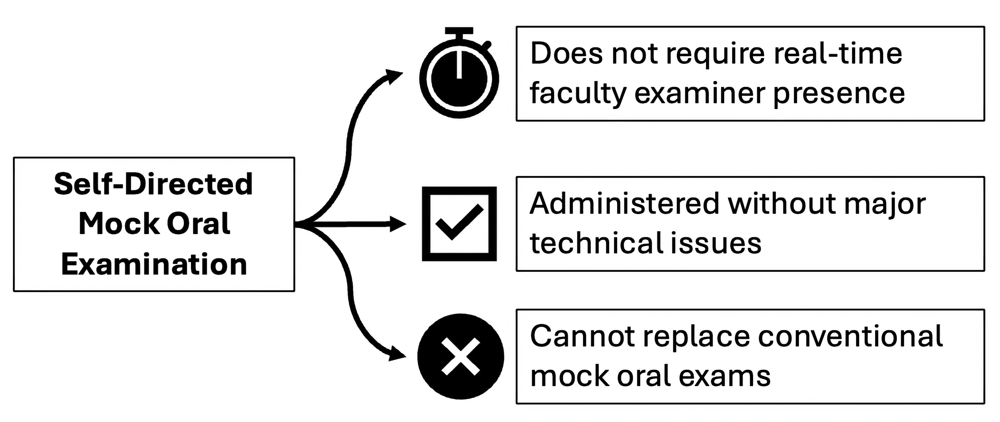 Does not require real-time
faculty examiner presence
Self-Directed
Mock Oral
Examination
Administered without major
technical issues
Cannot replace conventional
mock oral exams